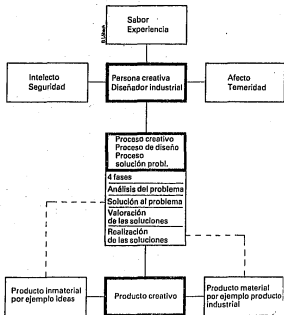 Sabor
Experiencia
Intelecto
Seguridad
Persona creativa
Diseñador industrial
Afecto
Temeridad
Proceso creativo
Proceso de diseño
Proceso
solución probl.
4 fases
Análisis del problema
Solución al problema
Valoración
de las soluciones
Realización
de las soluciones
Producto inmaterial
por ejemplo ideas
Producto creativo
Producto material
por ejemplo producto
industrial